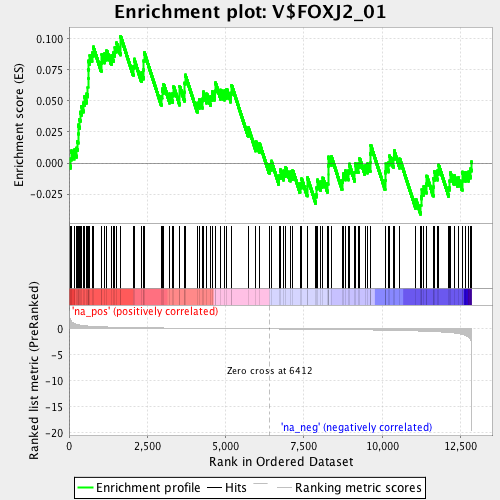 Enrichment plot: V$FOXJ2_01
Enrichment score (ES)
0.100
0.075
0.050
0.025
0.000
-0.025
'na_pos' (positively correlated)
Ranked list metric (PreRanked)
0
-5
-10
-15
-20
Zero cross at 6412
'na_neg' (negatively correlated)
0
2,500
5,000
7,500
10,000
12,500
Rank in Ordered Dataset
Enrichment profile
Hits
Ranking metric scores